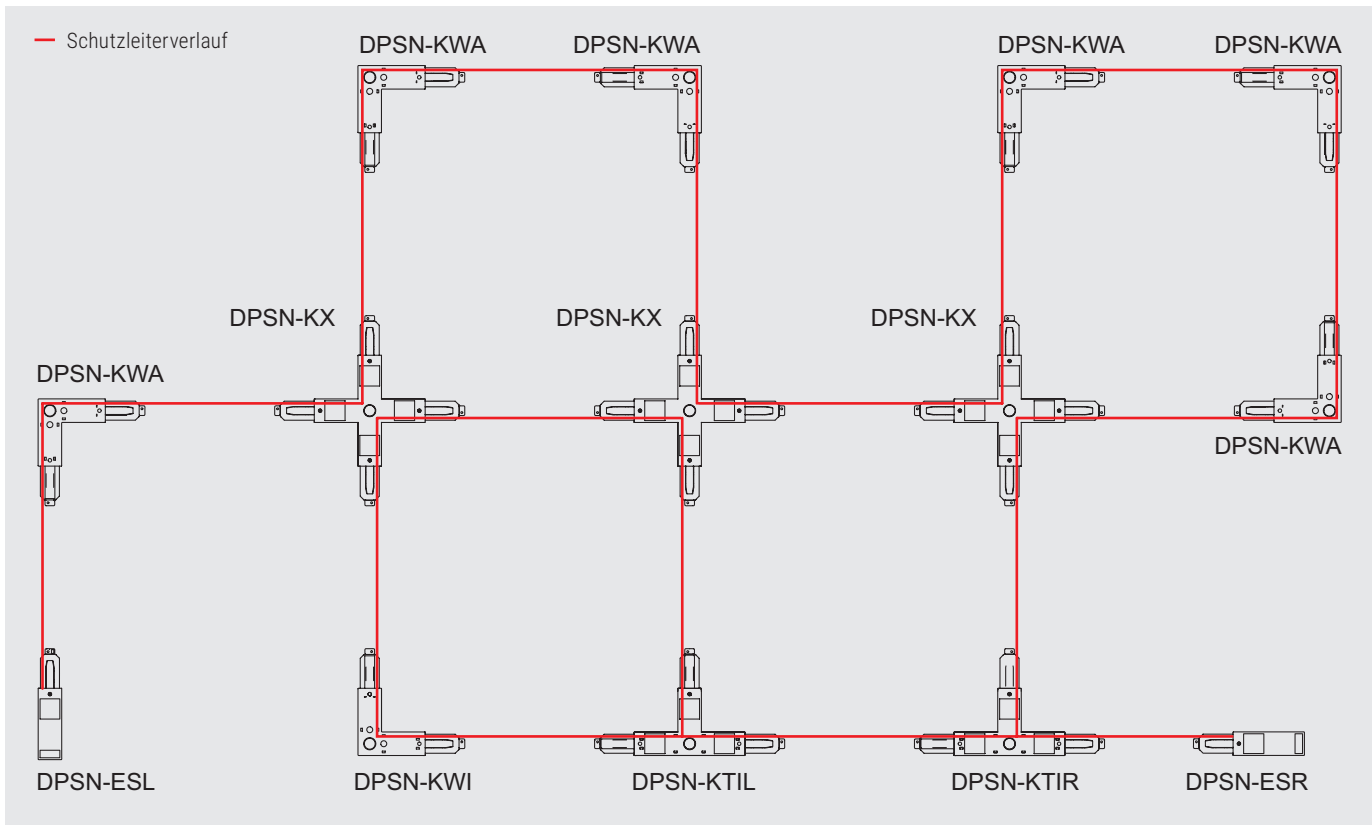 Schutzleiterverlauf
DPSN-KWA DPSN-KWA DPSN-KWA DPSN-KWA
DPSN-KX DPSN-KX DPSN-KX
DPSN-KWA
DPSN-KWA
DPSN-ESL DPSN-KWI DPSN-KTIL DPSN-KTIR DPSN-ESR